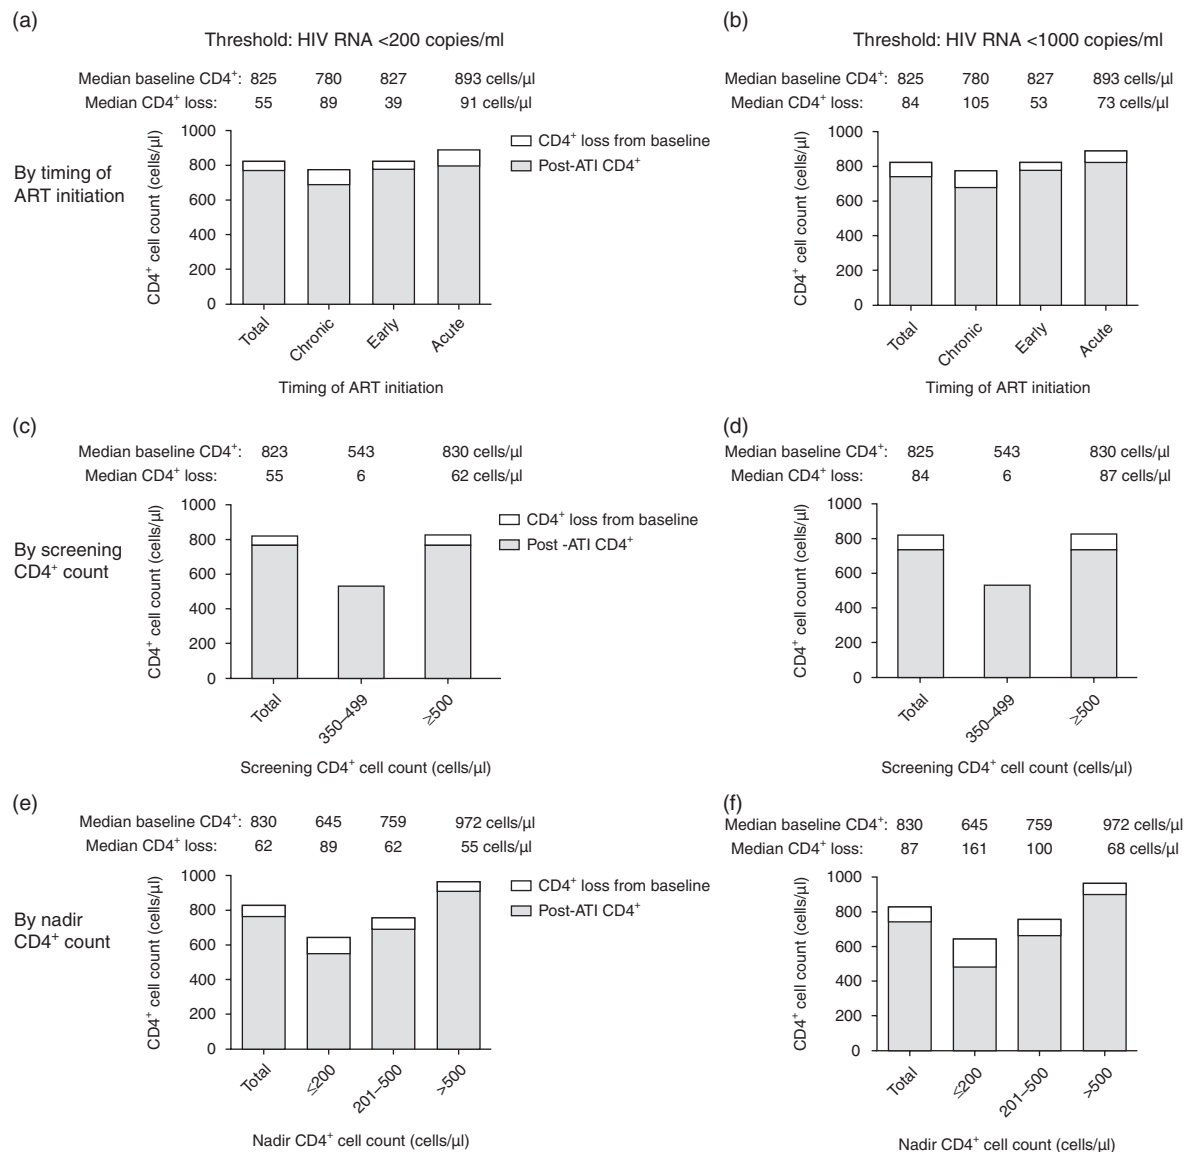 (a)
Threshold: HIV RNA <200 copies/ml
Median baseline CD4⁺: 825 780 827 893 cells/µl
Median CD4⁺ loss: 55 89 39 91 cells/µl
By timing of
ART initiation
CD4⁺ cell count (cells/µl)
1000
800
600
400
200
0
CD4⁺ loss from baseline
Post-ATI CD4⁺
Total Chronic Early Acute
Timing of ART initiation
(b)
Threshold: HIV RNA <1000 copies/ml
Median baseline CD4⁺: 825 780 827 893 cells/µl
Median CD4⁺ loss: 84 105 53 73 cells/µl
CD4⁺ cell count (cells/µl)
1000
800
600
400
200
0
Total Chronic Early Acute
Timing of ART initiation
(c)
Median baseline CD4⁺: 823 543 830 cells/µl
Median CD4⁺ loss: 55 6 62 cells/µl
By screening
CD4⁺ count
CD4⁺ cell count (cells/µl)
1000
800
600
400
200
0
CD4⁺ loss from baseline
Post -ATI CD4⁺
Total 350–499 ≥500
Screening CD4⁺ cell count (cells/µl)
(d)
Median baseline CD4⁺: 825 543 830 cells/µl
Median CD4⁺ loss: 84 6 87 cells/µl
CD4⁺ cell count (cells/µl)
1000
800
600
400
200
0
Total 350–499 ≥500
Screening CD4⁺ cell count (cells/µl)
(e)
Median baseline CD4⁺: 830 645 759 972 cells/µl
Median CD4⁺ loss: 62 89 62 55 cells/µl
By nadir
CD4⁺ count
CD4⁺ cell count (cells/µl)
1000
800
600
400
200
0
CD4⁺ loss from baseline
Post-ATI CD4⁺
Total ≤200 201–500 >500
Nadir CD4⁺ cell count (cells/µl)
(f)
Median baseline CD4⁺: 830 645 759 972 cells/µl
Median CD4⁺ loss: 87 161 100 68 cells/µl
CD4⁺ cell count (cells/µl)
1000
800
600
400
200
0
Total ≤200 201–500 >500
Nadir CD4⁺ cell count (cells/µl)